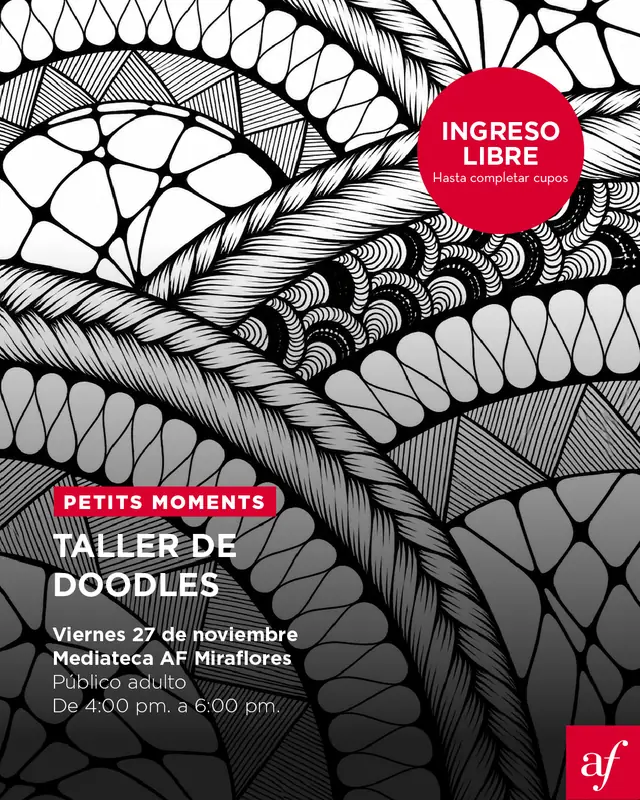 INGRESO
LIBRE
Hasta completar cupos
PETITS MOMENTS
TALLER DE
DOODLES
Viernes 27 de noviembre
Mediateca AF Miraflores
Público adulto
De 4:00 pm. a 6:00 pm.
af